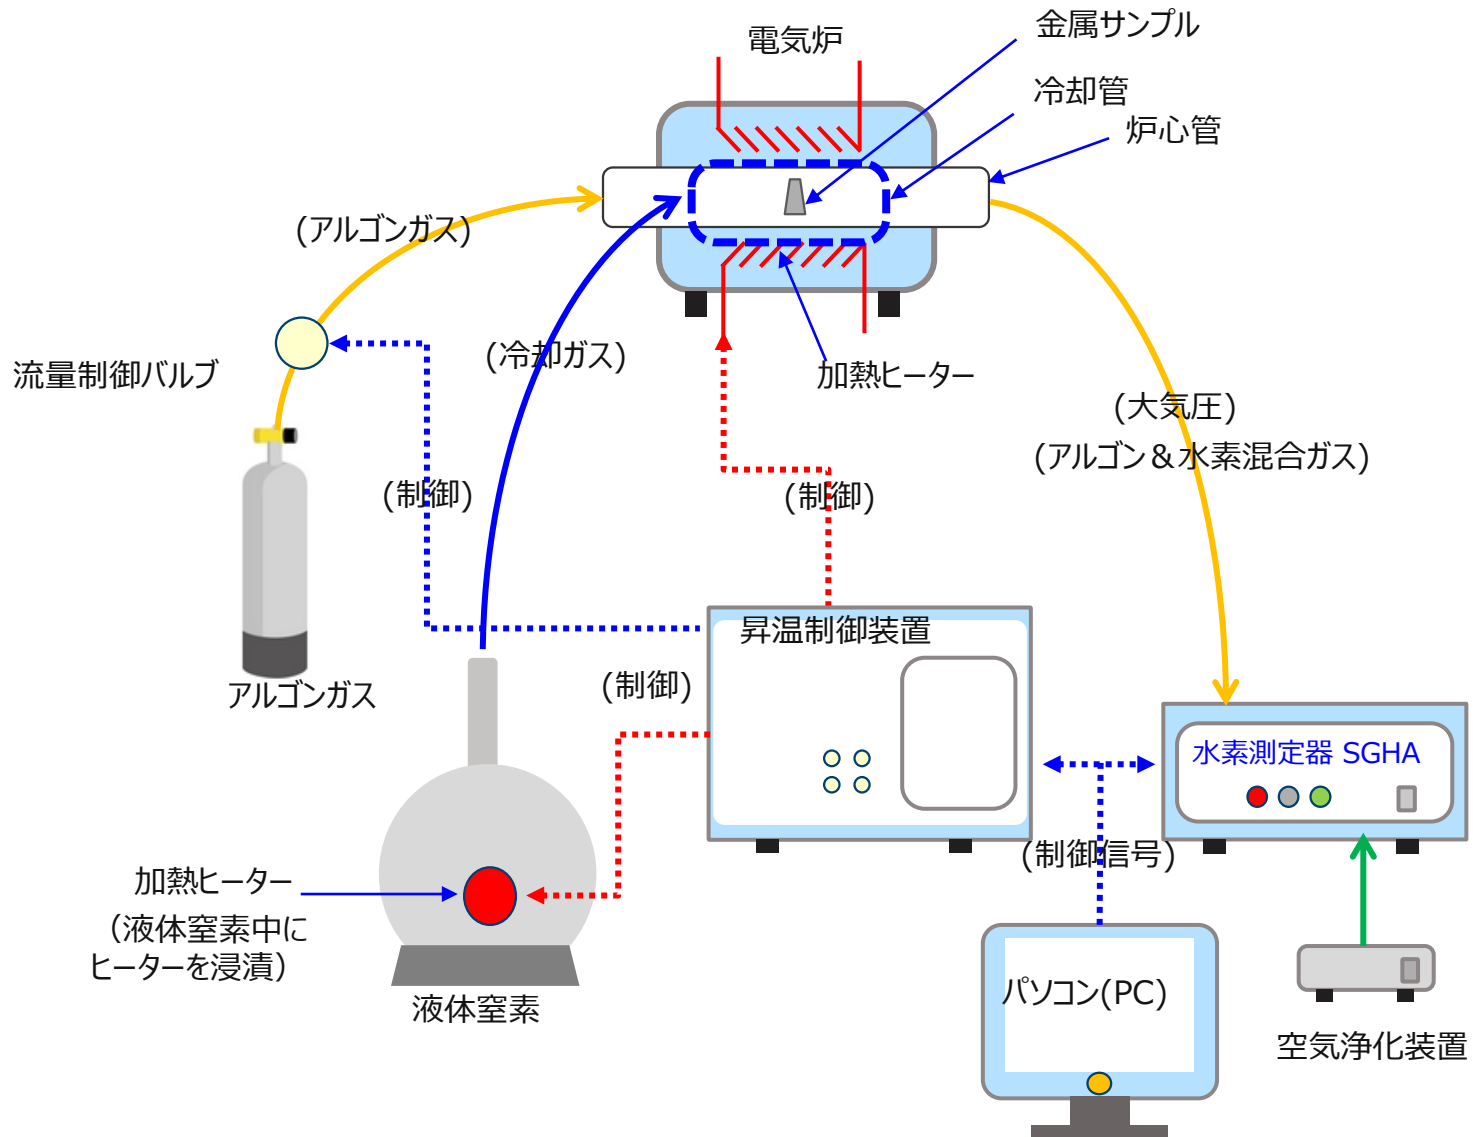 電気炉
金属サンプル
冷却管
炉心管
(アルゴンガス)
流量制御バルブ
(冷却ガス)
加熱ヒーター
(大気圧)
(アルゴン＆水素混合ガス)
(制御)
(制御)
アルゴンガス
昇温制御装置
(制御)
水素測定器 SGHA
(制御信号)
加熱ヒーター
（液体窒素中に
ヒーターを浸漬）
液体窒素
パソコン(PC)
空気浄化装置